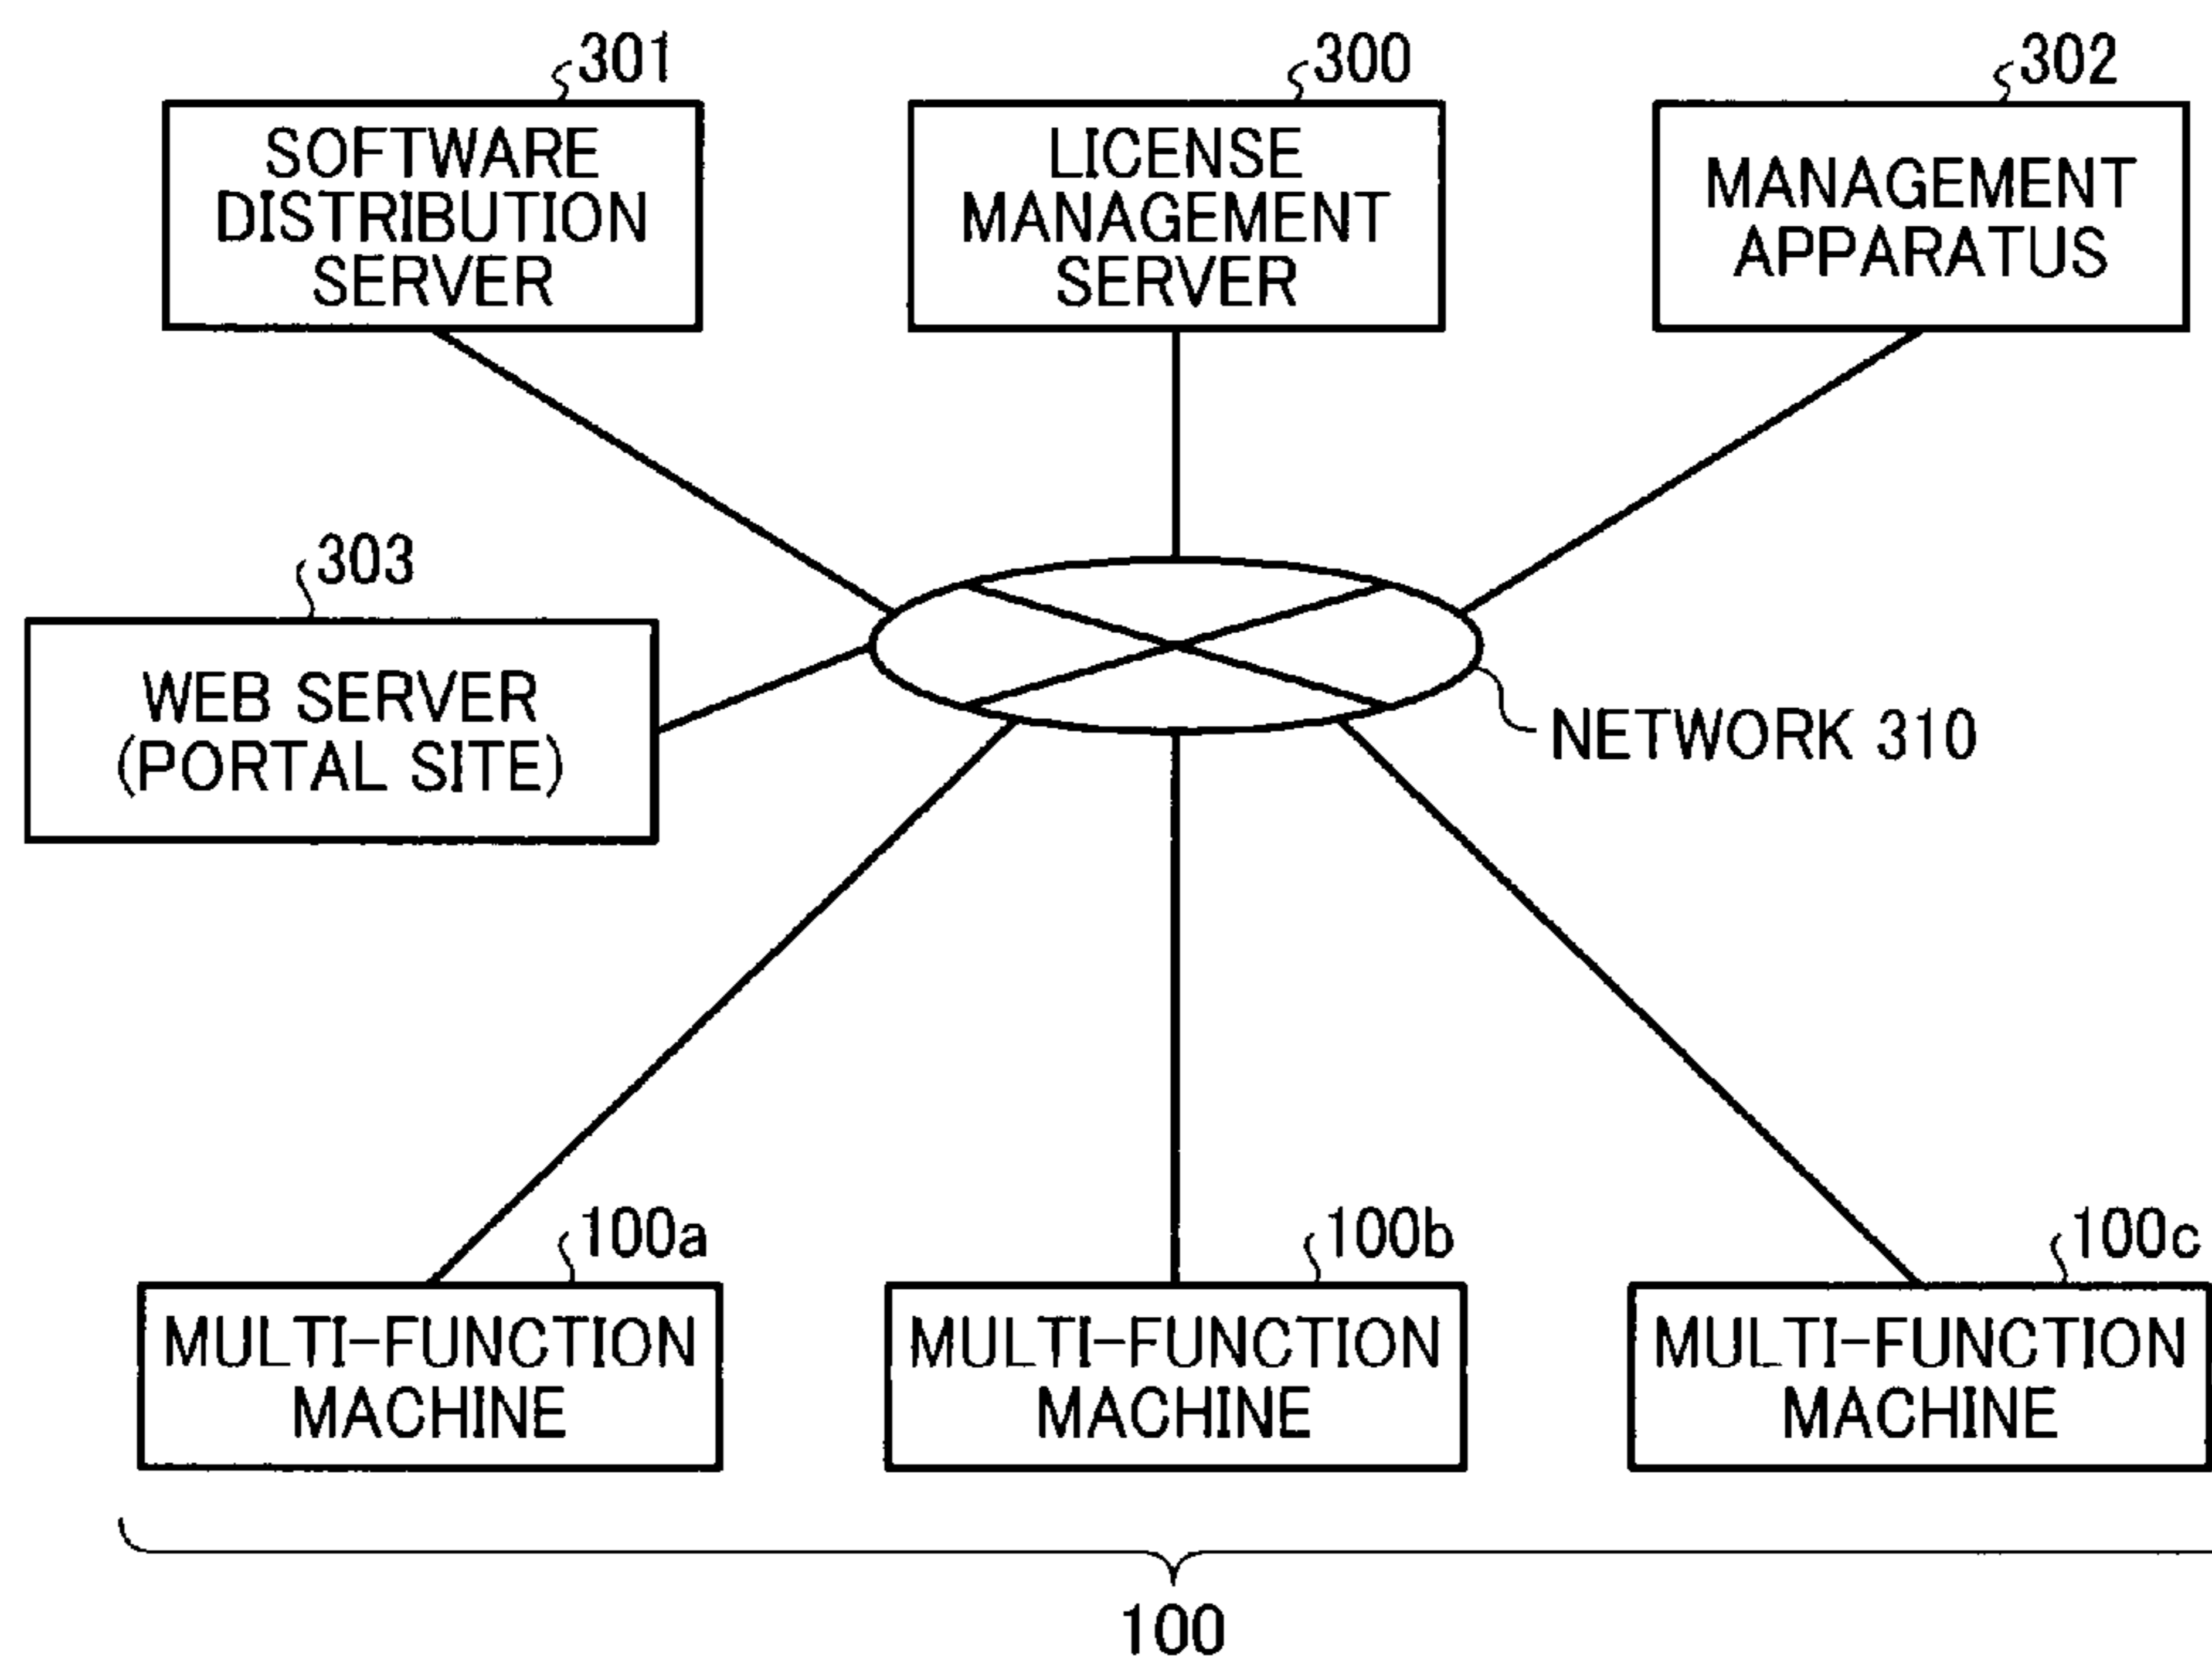 301
SOFTWARE
DISTRIBUTION
SERVER
300
LICENSE
MANAGEMENT
SERVER
302
MANAGEMENT
APPARATUS
303
WEB SERVER
(PORTAL SITE)
NETWORK 310
100a
MULTI-FUNCTION
MACHINE
100b
MULTI-FUNCTION
MACHINE
100c
MULTI-FUNCTION
MACHINE
100